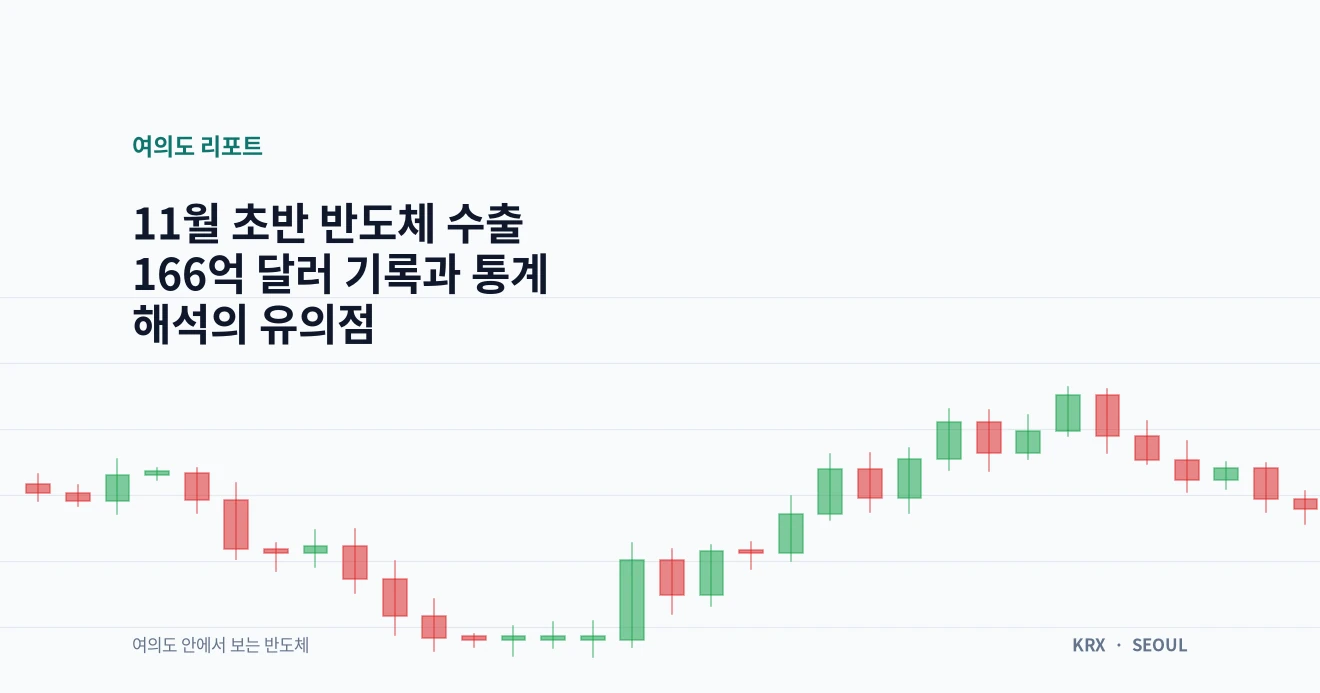 여의도 리포트
11월 초반 반도체 수출
166억 달러 기록과 통계
해석의 유의점
여의도 안에서 보는 반도체
KRX · SEOUL